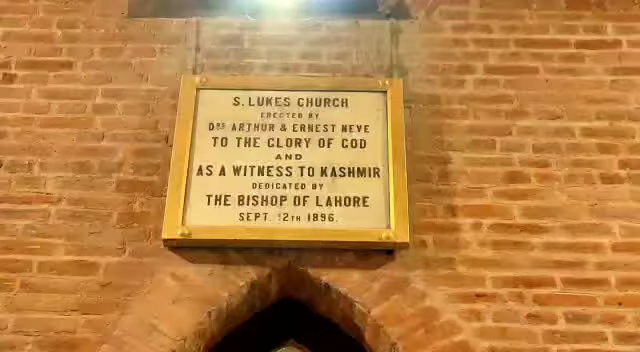 S. LUKES CHURCH
ERECTED BY
DRS ARTHUR & ERNEST NEVE
TO THE GLORY OF GOD
AND
AS A WITNESS TO KASHMIR
DEDICATED BY
THE BISHOP OF LAHORE
SEPT. 12TH 1896.